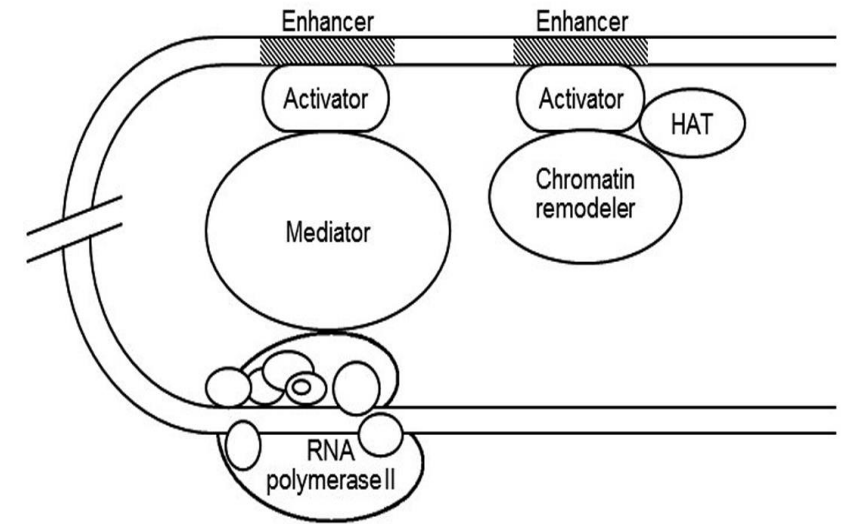 Enhancer
Enhancer
Activator
Activator
HAT
Chromatin
remodeler
Mediator
RNA
polymerase II